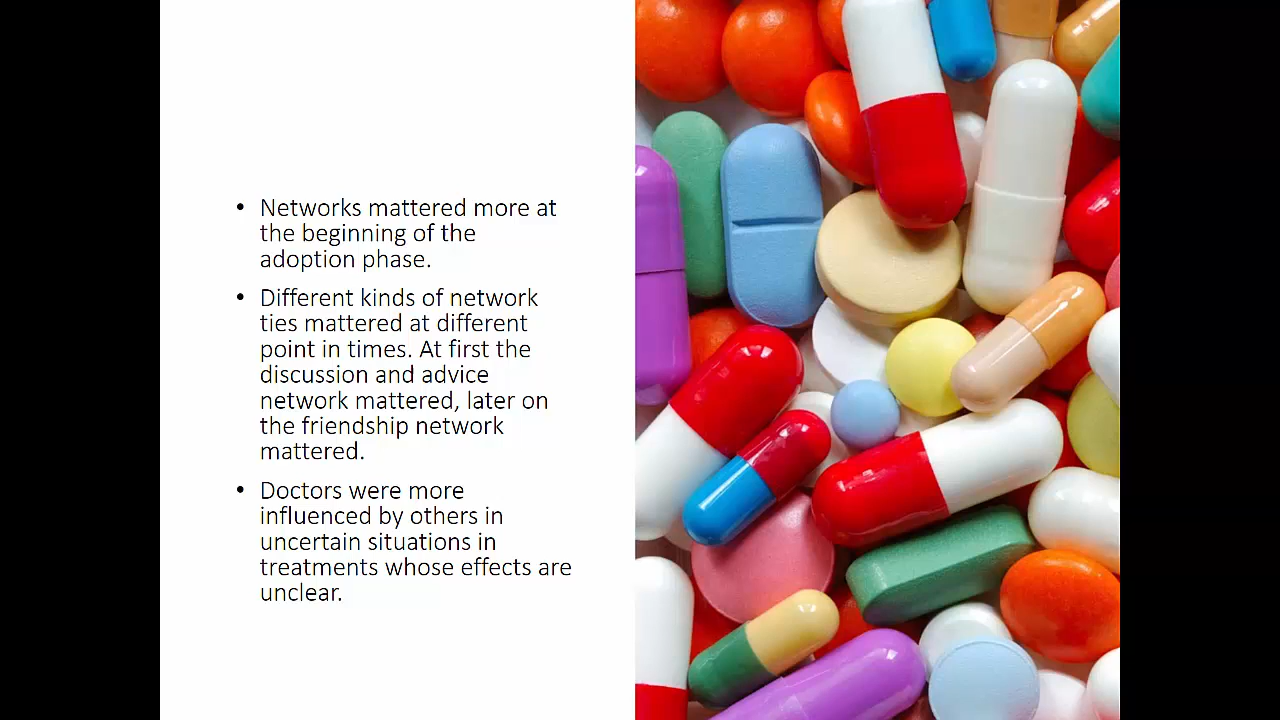 • Networks mattered more at
the beginning of the
adoption phase.
• Different kinds of network
ties mattered at different
point in times. At first the
discussion and advice
network mattered, later on
the friendship network
mattered.
• Doctors were more
influenced by others in
uncertain situations in
treatments whose effects are
unclear.